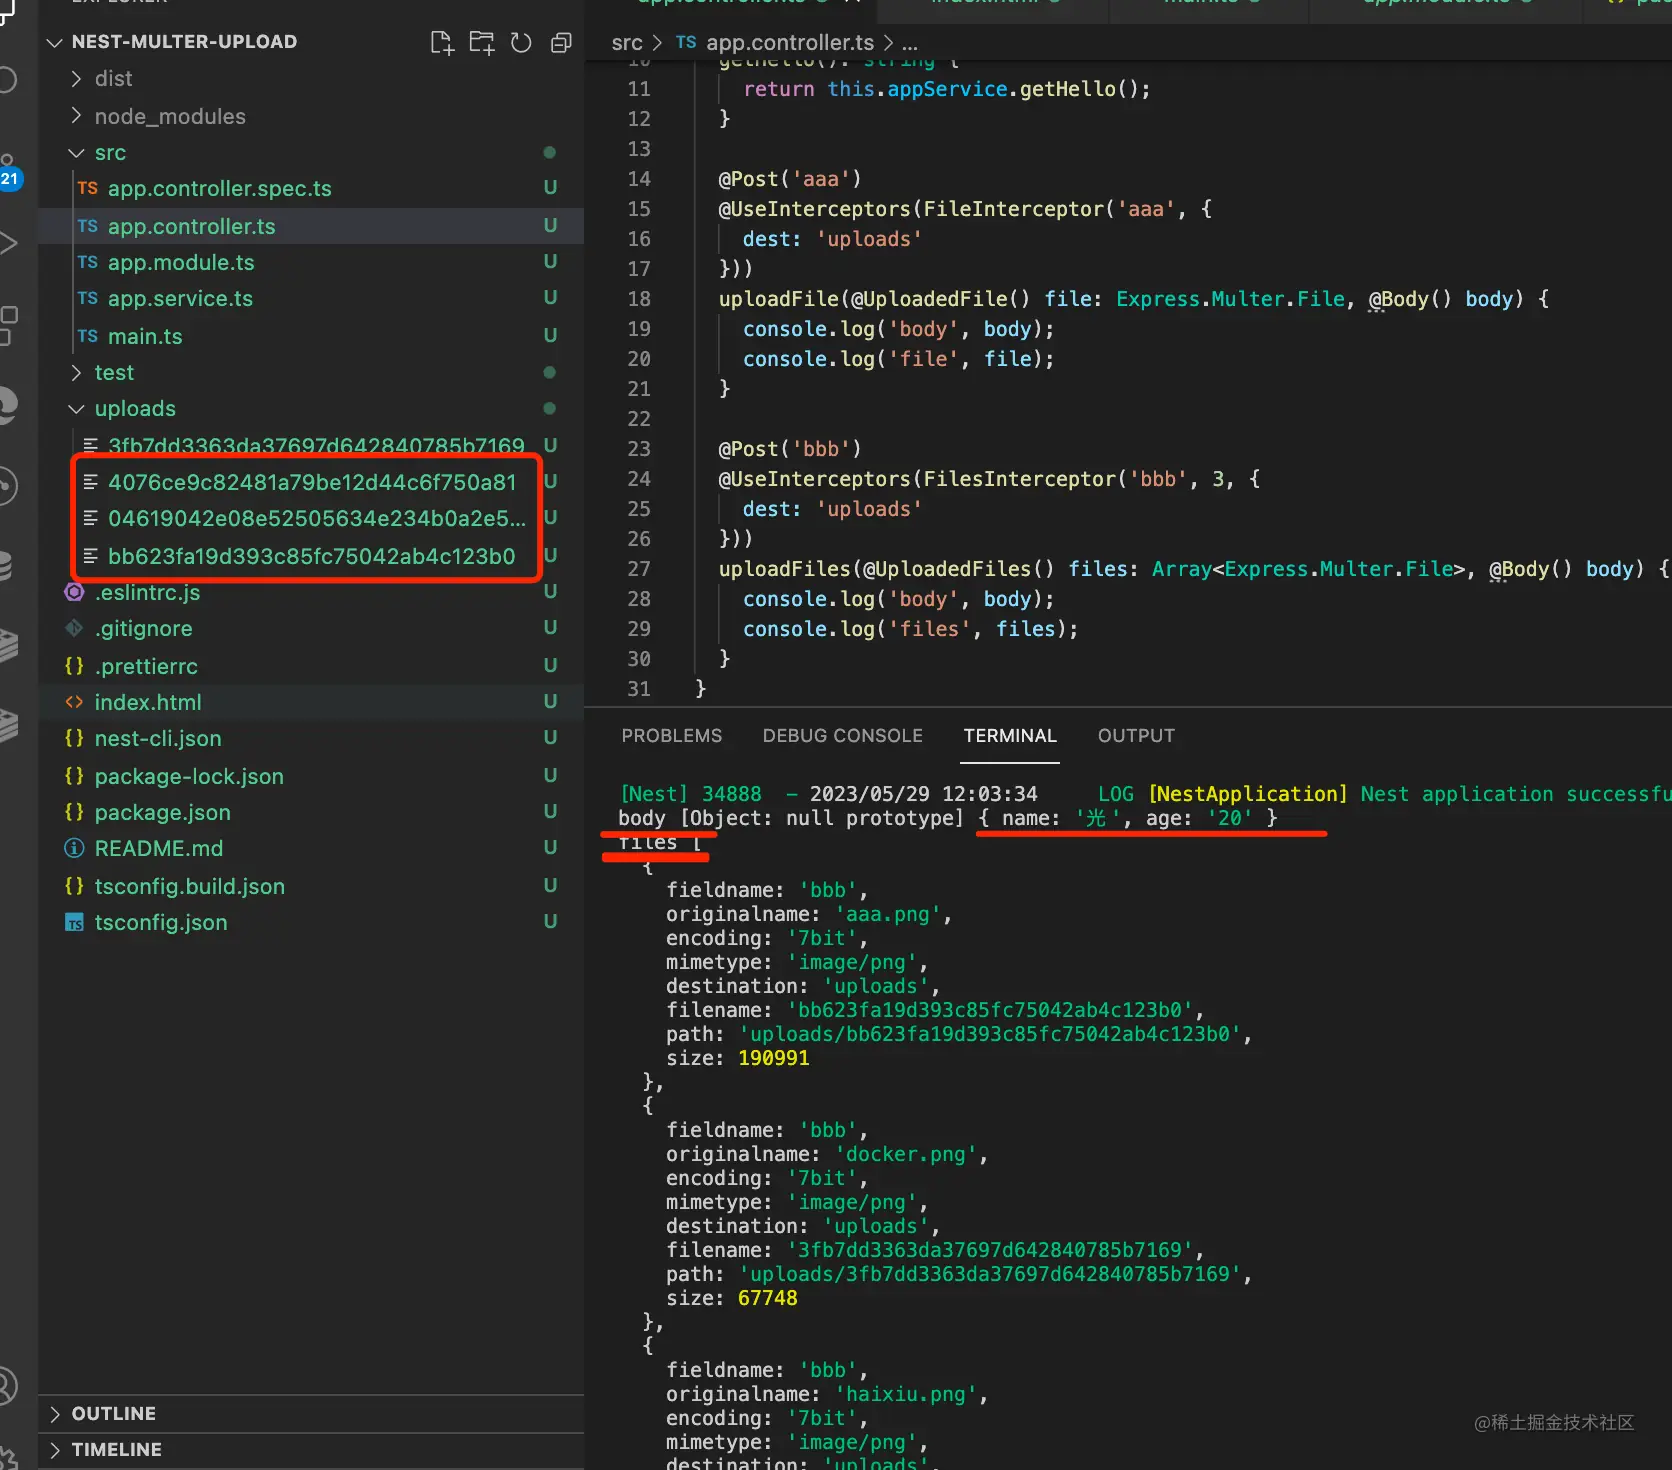 EXPLORER
NEST-MULTER-UPLOAD
dist
node_modules
src
TS app.controller.spec.ts U
TS app.controller.ts U
TS app.module.ts U
TS app.service.ts U
TS main.ts U
test
uploads
3fb7dd3363da37697d642840785b7169 U
4076ce9c82481a79be12d44c6f750a81 U
04619042e08e52505634e234b0a2e5... U
bb623fa19d393c85fc75042ab4c123b0 U
.eslintrc.js U
.gitignore U
{} .prettierrc U
<> index.html U
{} nest-cli.json U
{} package-lock.json U
{} package.json U
README.md U
{} tsconfig.build.json U
TS tsconfig.json U
OUTLINE
TIMELINE
21
src > TS app.controller.ts > ...
10 getHello(): string {
11 return this.appService.getHello();
12 }
13
14 @Post('aaa')
15 @UseInterceptors(FileInterceptor('aaa', {
16 dest: 'uploads'
17 }))
18 uploadFile(@UploadedFile() file: Express.Multer.File, @Body() body) {
19 console.log('body', body);
20 console.log('file', file);
21 }
22
23 @Post('bbb')
24 @UseInterceptors(FilesInterceptor('bbb', 3, {
25 dest: 'uploads'
26 }))
27 uploadFiles(@UploadedFiles() files: Array<Express.Multer.File>, @Body() body) {
28 console.log('body', body);
29 console.log('files', files);
30 }
31 }
PROBLEMS DEBUG CONSOLE TERMINAL OUTPUT
[Nest] 34888 - 2023/05/29 12:03:34 LOG [NestApplication] Nest application successfu
body [Object: null prototype] { name: '光', age: '20' }
files [
{
fieldname: 'bbb',
originalname: 'aaa.png',
encoding: '7bit',
mimetype: 'image/png',
destination: 'uploads',
filename: 'bb623fa19d393c85fc75042ab4c123b0',
path: 'uploads/bb623fa19d393c85fc75042ab4c123b0',
size: 190991
},
{
fieldname: 'bbb',
originalname: 'docker.png',
encoding: '7bit',
mimetype: 'image/png',
destination: 'uploads',
filename: '3fb7dd3363da37697d642840785b7169',
path: 'uploads/3fb7dd3363da37697d642840785b7169',
size: 67748
},
{
fieldname: 'bbb',
originalname: 'haixiu.png',
encoding: '7bit',
mimetype: 'image/png',
destination: 'uploads',
@稀土掘金技术社区